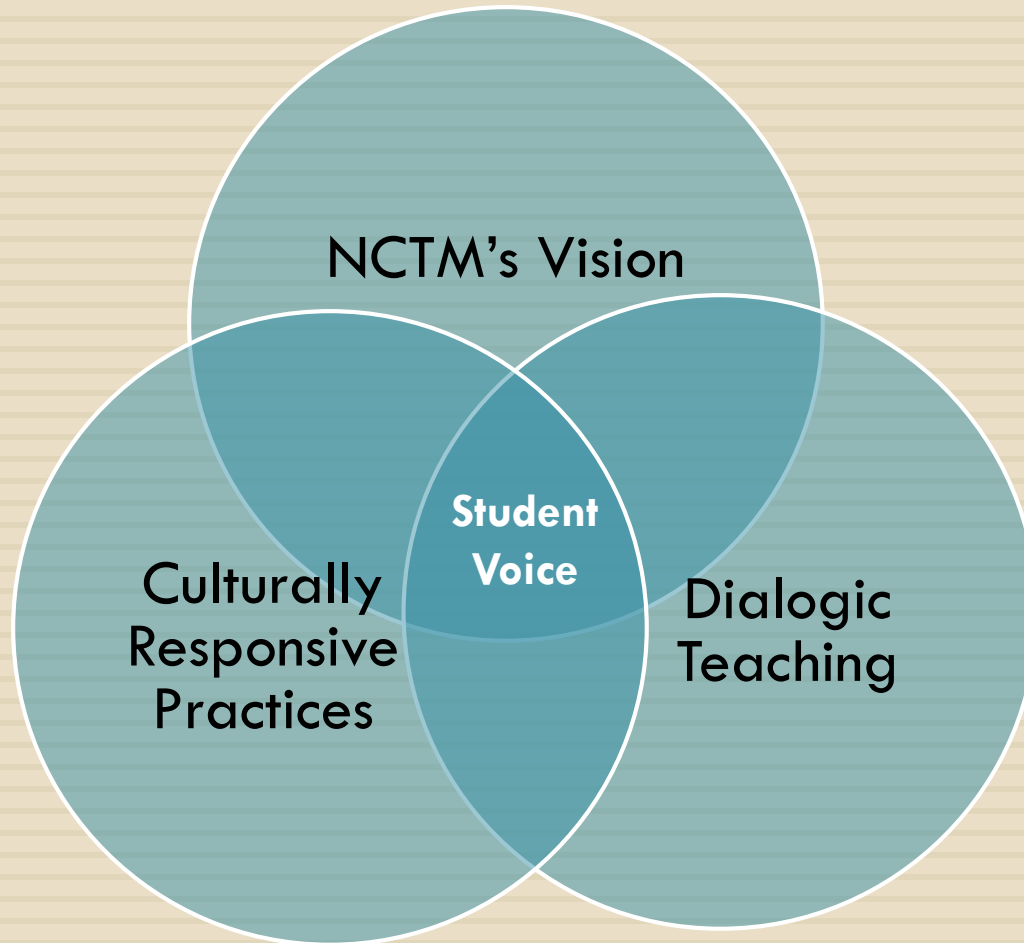 NCTM’s Vision
Student
Voice
Culturally
Responsive
Practices
Dialogic
Teaching